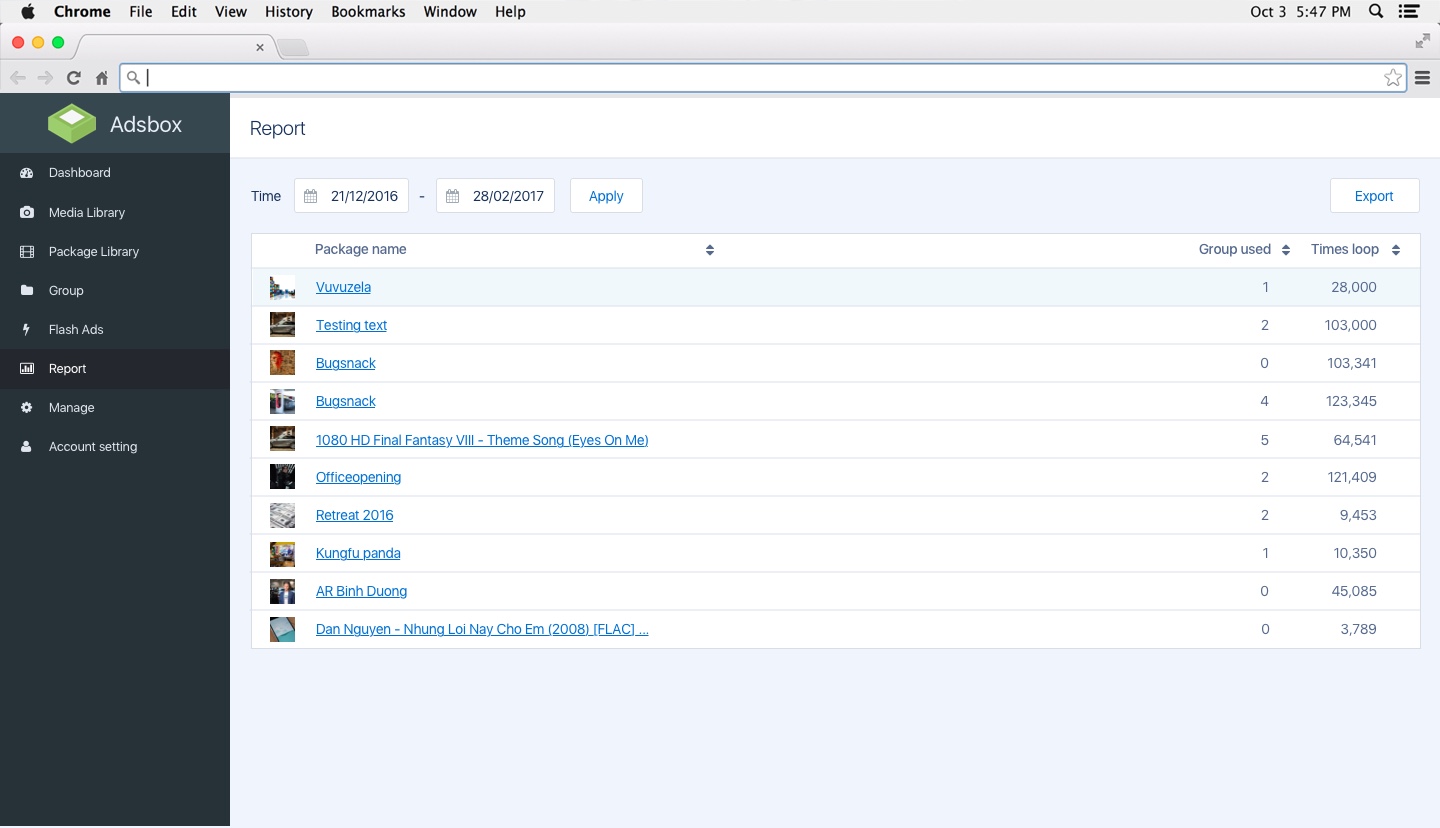 Chrome File Edit View History Bookmarks Window Help Oct 3 5:47 PM
Adsbox
Report
Dashboard
Media Library
Package Library
Group
Flash Ads
Report
Manage
Account setting
Time 21/12/2016 - 28/02/2017 Apply Export
Package name Group used Times loop
Vuvuzela 1 28,000
Testing text 2 103,000
Bugsnack 0 103,341
Bugsnack 4 123,345
1080 HD Final Fantasy VIII - Theme Song (Eyes On Me) 5 64,541
Officeopening 2 121,409
Retreat 2016 2 9,453
Kungfu panda 1 10,350
AR Binh Duong 0 45,085
Dan Nguyen - Nhung Loi Nay Cho Em (2008) [FLAC] ... 0 3,789